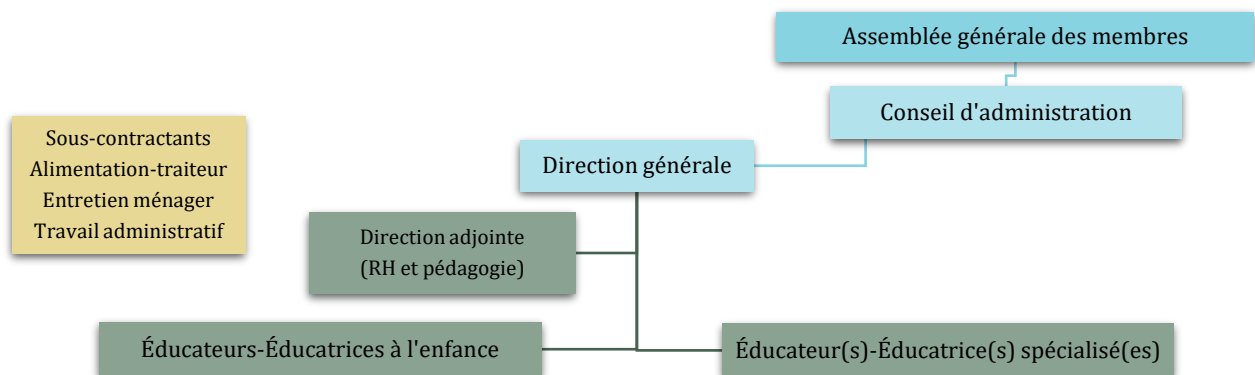 Assemblée générale des membres
Conseil d'administration
Sous-contractants
Alimentation-traiteur
Entretien ménager
Travail administratif
Direction générale
Direction adjointe
(RH et pédagogie)
Éducateurs-Éducatrices à l'enfance
Éducateur(s)-Éducatrice(s) spécialisé(es)